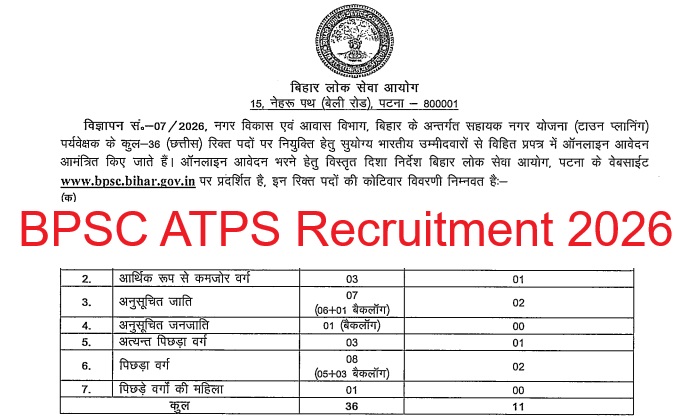 बिहार लोक सेवा आयोग
15, नेहरू पथ (बेली रोड), पटना – 800001
विज्ञापन सं.–07/2026, नगर विकास एवं आवास विभाग, बिहार के अन्तर्गत सहायक नगर योजना (टाउन प्लानिंग)
पर्यवेक्षक के कुल–36 (छत्तीस) रिक्त पदों पर नियुक्ति हेतु सुयोग्य भारतीय उम्मीदवारों से विहित प्रपत्र में ऑनलाइन आवेदन
आमंत्रित किए जाते हैं। ऑनलाइन आवेदन भरने हेतु विस्तृत दिशा निर्देश बिहार लोक सेवा आयोग, पटना के वेबसाईट
www.bpsc.bihar.gov.in पर प्रदर्शित है, इन रिक्त पदों की कोटिवार विवरणी निम्नवत है:–
(क)
BPSC ATPS Recruitment 2026
2. आर्थिक रूप से कमजोर वर्ग 03 01
3. अनुसूचित जाति 07 (06+01 बैकलॉग) 02
4. अनुसूचित जनजाति 01 (बैकलॉग) 00
5. अत्यन्त पिछड़ा वर्ग 03 01
6. पिछड़ा वर्ग 08 (05+03 बैकलॉग) 02
7. पिछड़े वर्गों की महिला 01 00
कुल 36 11